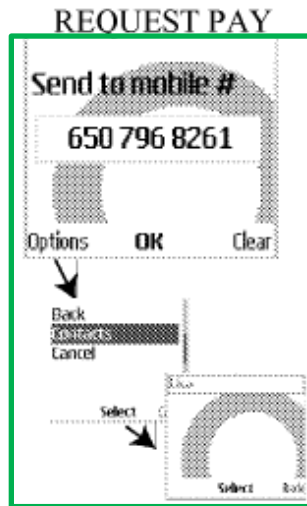 REQUEST PAY
Send to mobile #
650 796 8261
Options OK Clear
Back
Contacts
Cancel
Select
Select